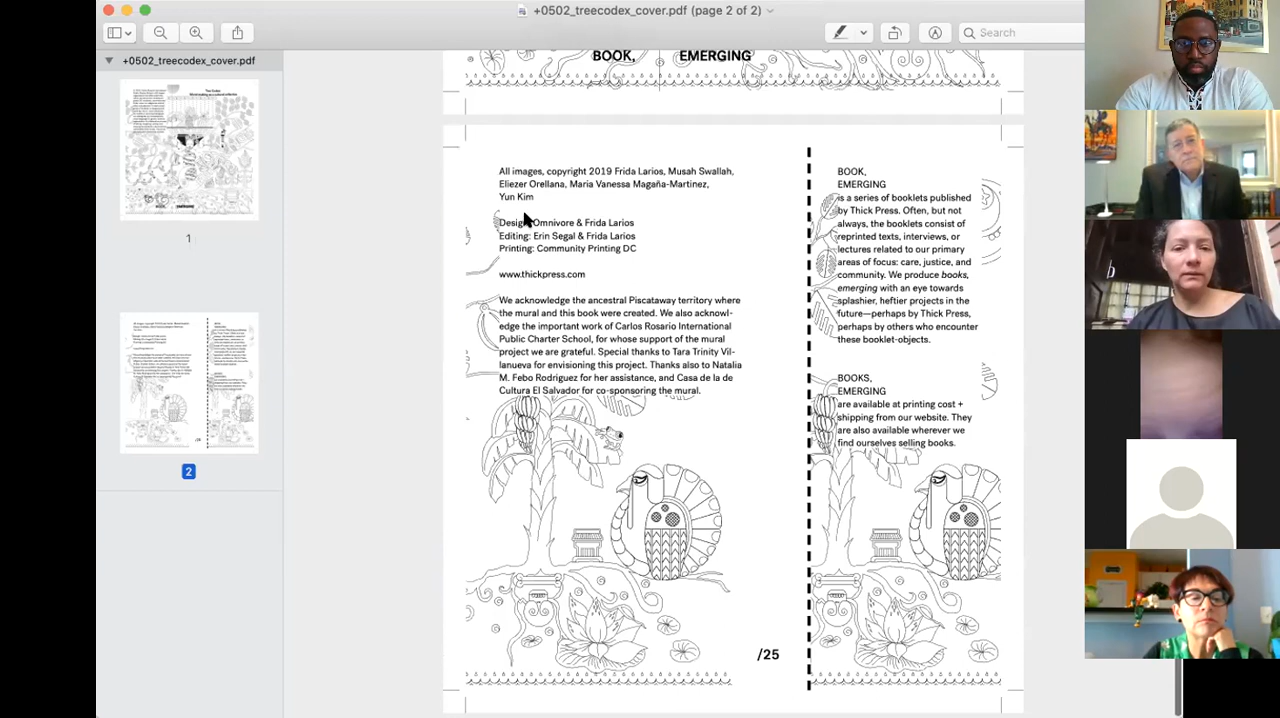 +0502_treecodex_cover.pdf (page 2 of 2)
Search
+0502_treecodex_cover.pdf
1
2
BOOK,
EMERGING
All images, copyright 2019 Frida Larios, Musah Swallah,
Eliezer Orellana, Maria Vanessa Magaña-Martinez,
Yun Kim
Omnivore & Frida Larios
Editing: Erin Segal & Frida Larios
Printing: Community Printing DC
www.thickpress.com
We acknowledge the ancestral Piscataway territory where
the mural and this book were created. We also acknowl-
edge the important work of Carlos Rosario International
Public Charter School, for whose support of the mural
project we are grateful. Special thanks to Tara Trinity Vil-
lanueva for envisioning this project. Thanks also to Natalia
M. Febo Rodriguez for her assistance, and Casa de la de
Cultura El Salvador for co-sponsoring the mural.
/25
BOOK,
EMERGING
is a series of booklets published
by Thick Press. Often, but not
always, the booklets consist of
reprinted texts, interviews, or
lectures related to our primary
areas of focus: care, justice, and
community. We produce books,
emerging with an eye towards
splashier, heftier projects in the
future—perhaps by Thick Press,
perhaps by others who encounter
these booklet-objects.
BOOKS,
EMERGING
are available at printing cost +
shipping from our website. They
are also available wherever we
find ourselves selling books.